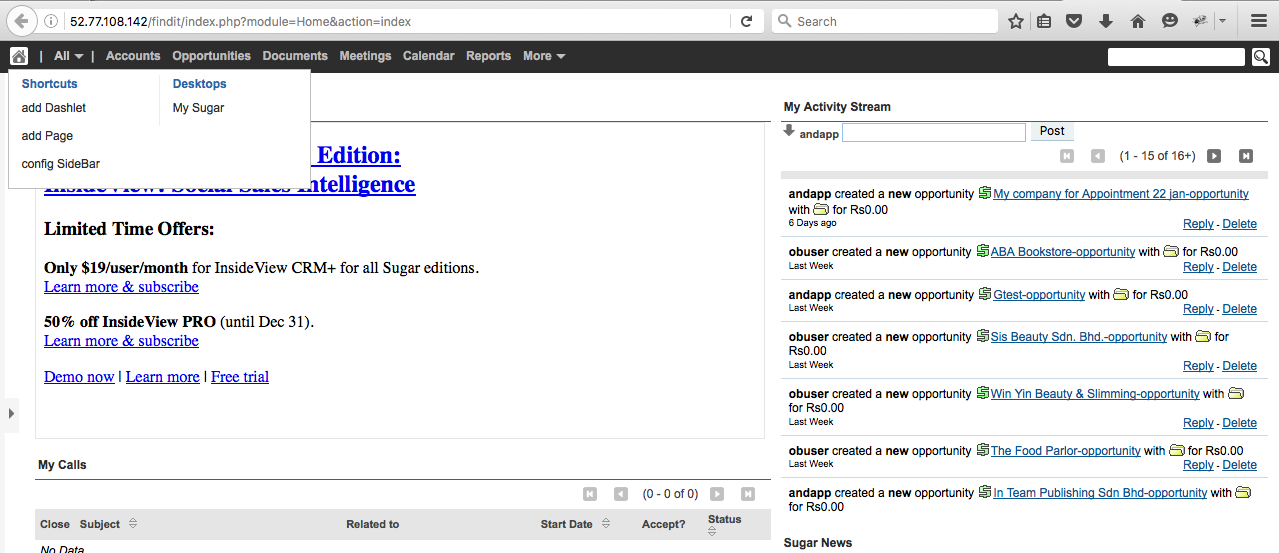 52.77.108.142/findit/index.php?module=Home&action=index
Search
| All | Accounts Opportunities Documents Meetings Calendar Reports More
Shortcuts
add Dashlet
add Page
config SideBar
Desktops
My Sugar
Edition:
InsideView: Social Sales Intelligence
Limited Time Offers:
Only $19/user/month for InsideView CRM+ for all Sugar editions.
Learn more & subscribe
50% off InsideView PRO (until Dec 31).
Learn more & subscribe
Demo now | Learn more | Free trial
My Calls
(0 - 0 of 0)
Close Subject Related to Start Date Accept? Status
No Data
My Activity Stream
andapp Post
(1 - 15 of 16+)
andapp created a new opportunity My company for Appointment 22 jan-opportunity
with for Rs0.00
6 Days ago
Reply - Delete
obuser created a new opportunity ABA Bookstore-opportunity with for Rs0.00
Last Week
Reply - Delete
andapp created a new opportunity Gtest-opportunity with for Rs0.00
Last Week
Reply - Delete
obuser created a new opportunity Sis Beauty Sdn. Bhd.-opportunity with for
Rs0.00
Last Week
Reply - Delete
obuser created a new opportunity Win Yin Beauty & Slimming-opportunity with
for Rs0.00
Last Week
Reply - Delete
obuser created a new opportunity The Food Parlor-opportunity with for Rs0.00
Last Week
Reply - Delete
andapp created a new opportunity In Team Publishing Sdn Bhd-opportunity with
for Rs0.00
Sugar News